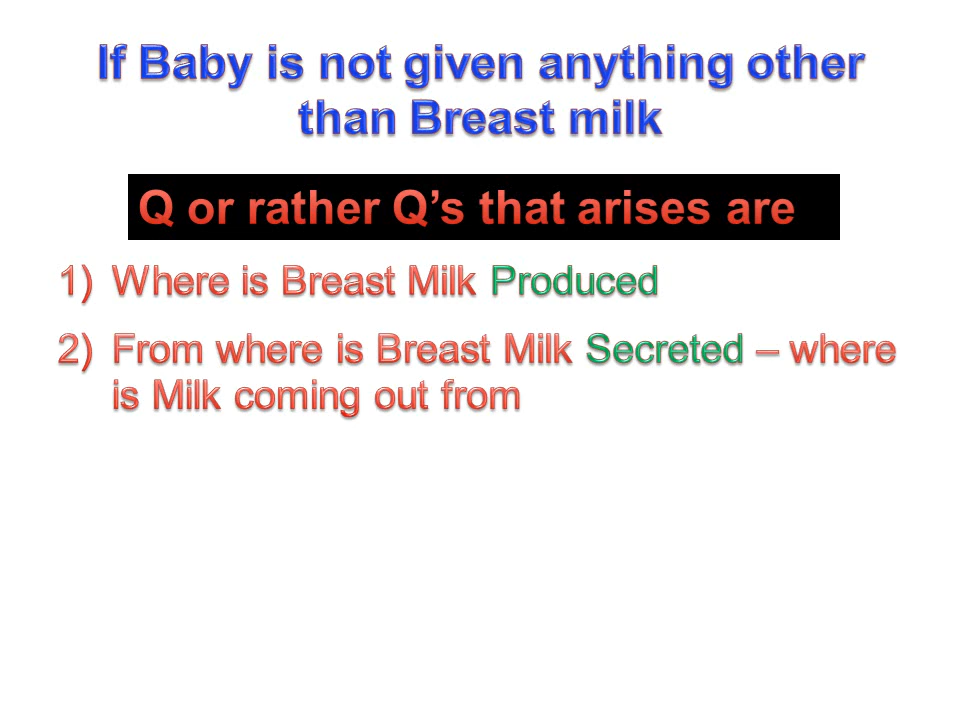 If Baby is not given anything other
than Breast milk
Q or rather Q’s that arises are
1) Where is Breast Milk Produced
2) From where is Breast Milk Secreted – where
is Milk coming out from